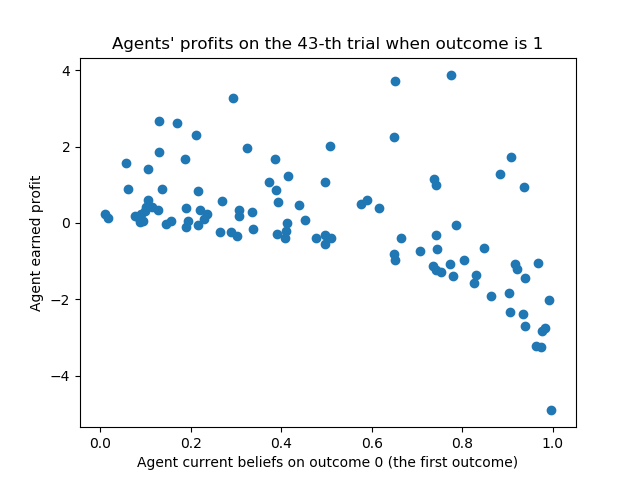 Agents' profits on the 43-th trial when outcome is 1
4
2
0
−2
−4
Agent earned profit
0.0 0.2 0.4 0.6 0.8 1.0
Agent current beliefs on outcome 0 (the first outcome)